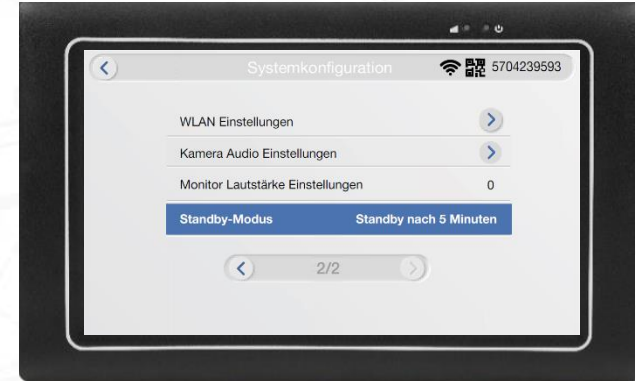 Systemkonfiguration 5704239593
WLAN Einstellungen
Kamera Audio Einstellungen
Monitor Lautstärke Einstellungen 0
Standby-Modus Standby nach 5 Minuten
2/2